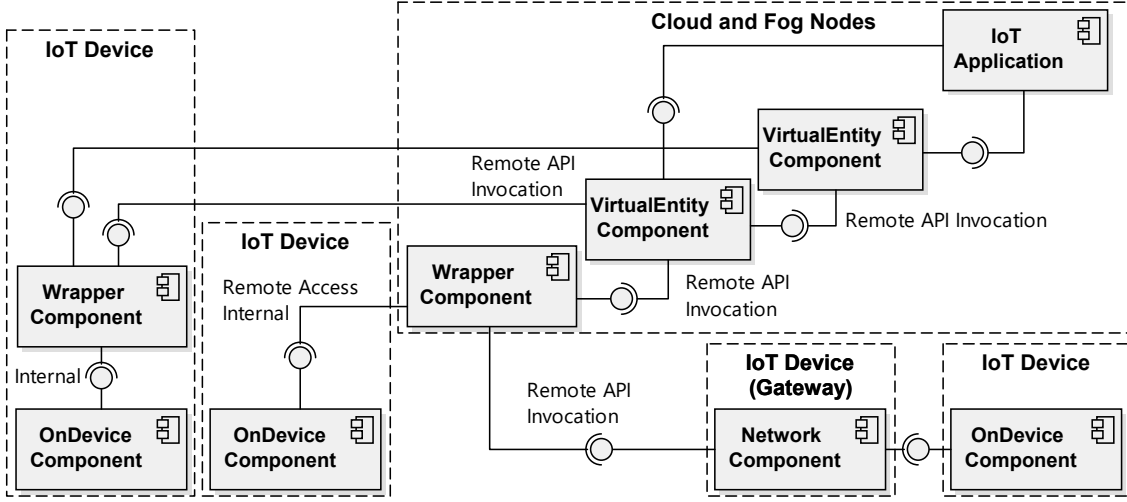 Cloud and Fog Nodes
IoT Device
IoT
Application
VirtualEntity
Component
Remote API
Invocation
VirtualEntity
Component
Remote API Invocation
IoT Device
Wrapper
Component
Remote API
Invocation
Wrapper
Component
Remote Access
Internal
Internal
IoT Device
(Gateway)
IoT Device
Remote API
Invocation
OnDevice
Component
OnDevice
Component
Network
Component
OnDevice
Component